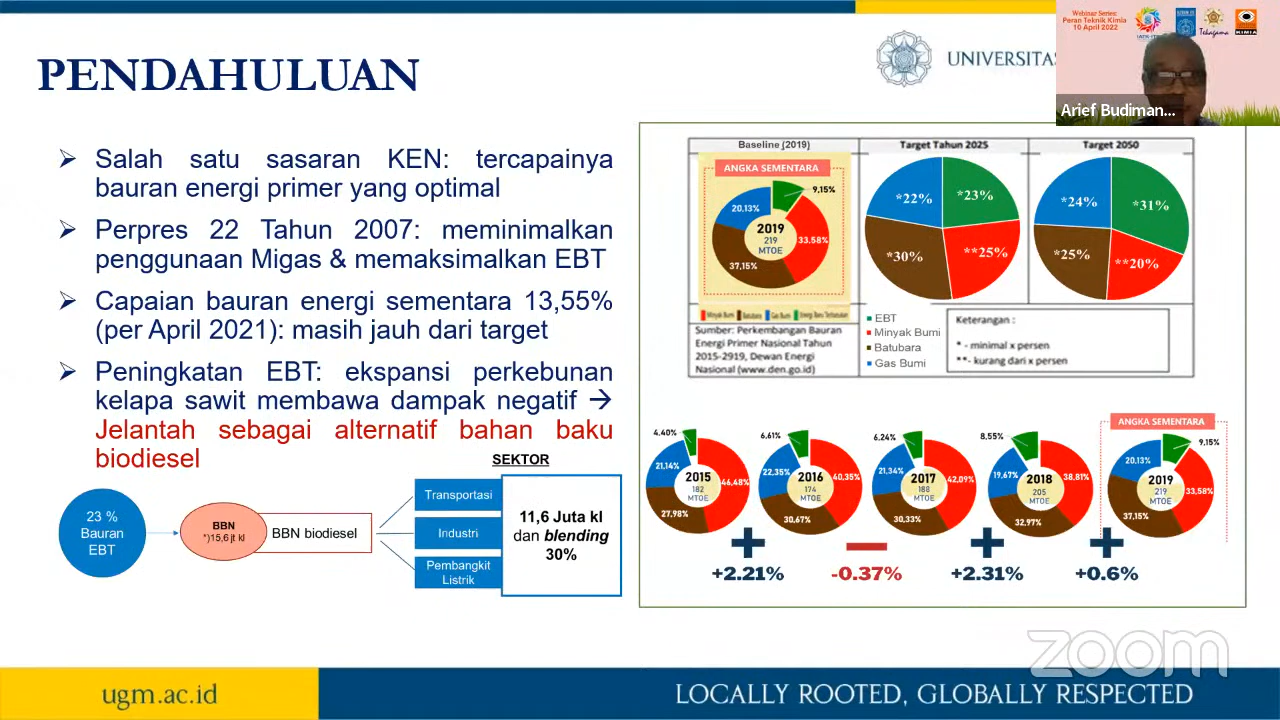 PENDAHULUAN
UNIVERSITAS
Webinar Series:
Peran Teknik Kimia
10 April 2022
Tekagama
KIMIA
Arief Budiman...
➢ Salah satu sasaran KEN: tercapainya
bauran energi primer yang optimal
➢ Perpres 22 Tahun 2007: meminimalkan
penggunaan Migas & memaksimalkan EBT
➢ Capaian bauran energi sementara 13,55%
(per April 2021): masih jauh dari target
➢ Peningkatan EBT: ekspansi perkebunan
kelapa sawit membawa dampak negatif →
Jelantah sebagai alternatif bahan baku
biodiesel
SEKTOR
23 %
Bauran
EBT
BBN
*)15,6 jt kl
BBN biodiesel
Transportasi
Industri
Pembangkit
Listrik
11,6 Juta kl
dan blending
30%
Baseline (2019)
ANGKA SEMENTARA
9,15%
20,13%
2019
219
MTOE
33,58%
37,15%
Minyak Bumi Batubara Gas Bumi Energi Baru Terbarukan
Target Tahun 2025
*22% *23%
*30% **25%
Target 2050
*24% *31%
*25% **20%
Sumber: Perkembangan Bauran
Energi Primer Nasional Tahun
2015-2919, Dewan Energi
Nasional (www.den.go.id)
EBT
Minyak Bumi
Batubara
Gas Bumi
Keterangan :
* - minimal x persen
**- kurang dari x persen
4.40%
21,14%
2015
182
MTOE
46,48%
27,98%
6.61%
22,35%
2016
174
MTOE
40,35%
30,67%
6.24%
21,34%
2017
188
MTOE
42,09%
30,33%
8,55%
19,67%
2018
205
MTOE
38,81%
32,97%
ANGKA SEMENTARA
9,15%
20,13%
2019
219
MTOE
33,58%
37,15%
+2.21%
-0.37%
+2.31%
+0.6%
zoom
ugm.ac.id
LOCALLY ROOTED, GLOBALLY RESPECTED